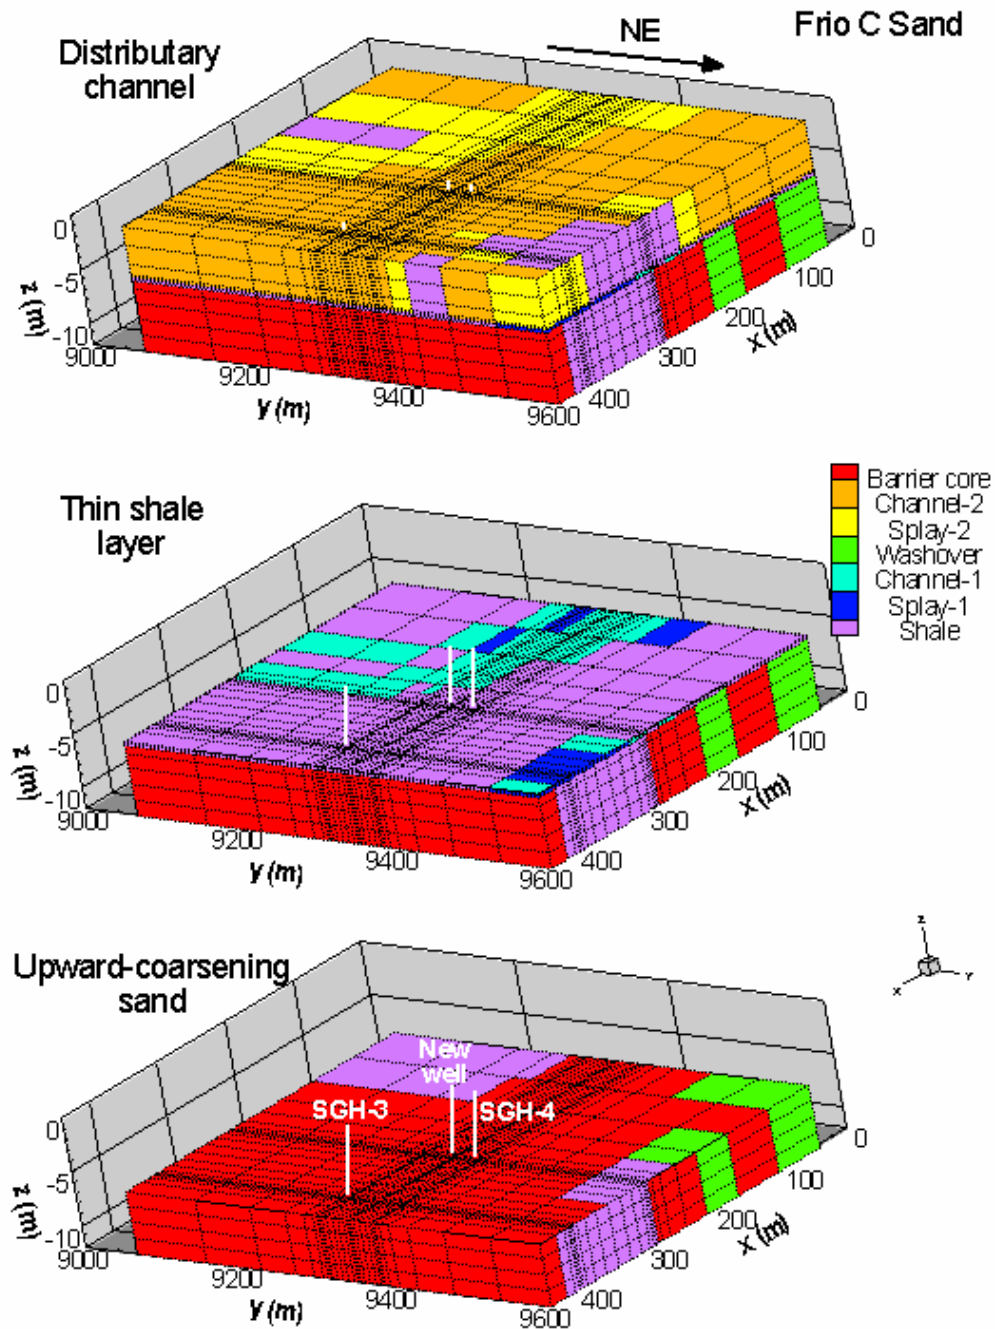 Frio C Sand
NE
Distributary
channel
0
-5
-10
z (m)
9000
9200
9400
9600
y (m)
400
300
200
100
0
x (m)
Thin shale
layer
Barrier core
Channel-2
Splay-2
Washover
Channel-1
Splay-1
Shale
0
-5
-10
z (m)
9000
9200
9400
9600
y (m)
400
300
200
100
0
x (m)
Upward-coarsening
sand
New
well
SGH-3
SGH-4
0
-5
-10
z (m)
9000
9200
9400
9600
y (m)
400
300
200
100
0
x (m)
Z
X
Y